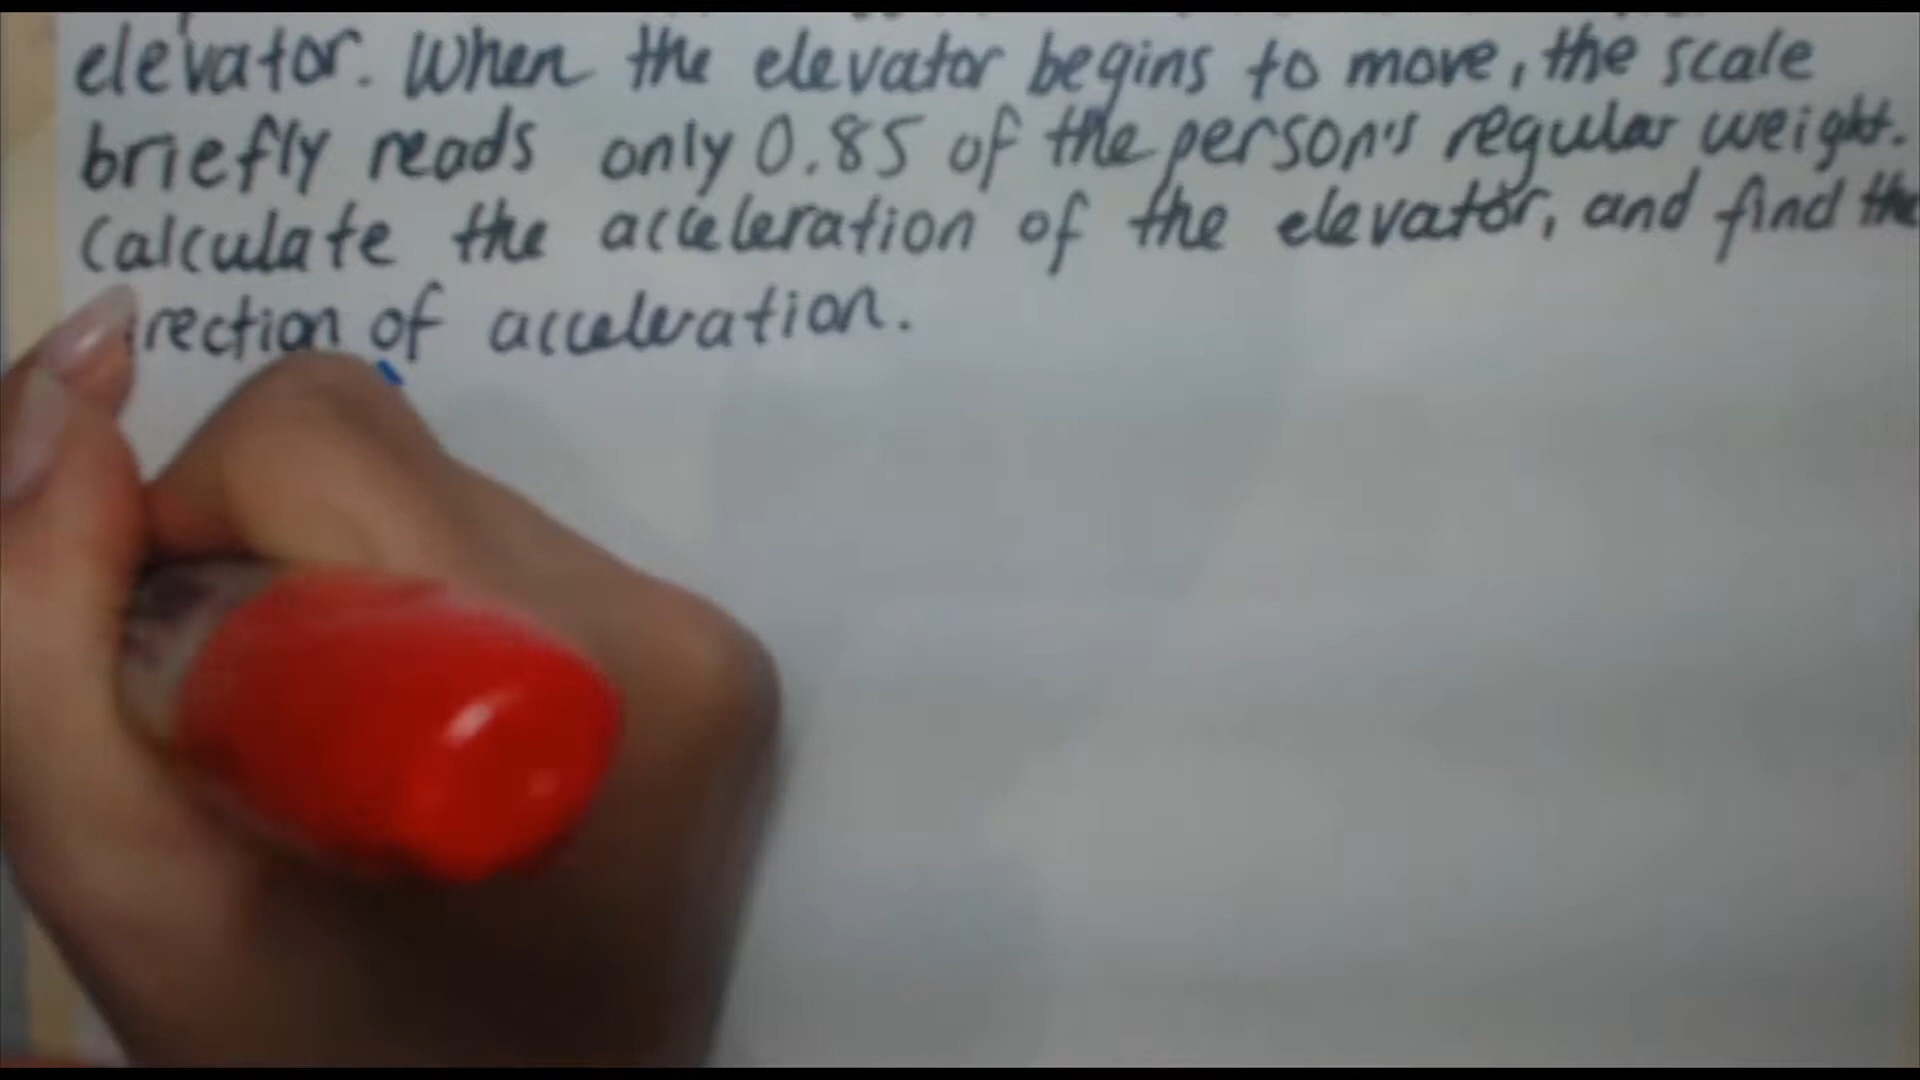 elevator. When the elevator begins to move, the scale
briefly reads only 0.85 of the person's regular weight.
Calculate the acceleration of the elevator, and find the
irection of acceleration.